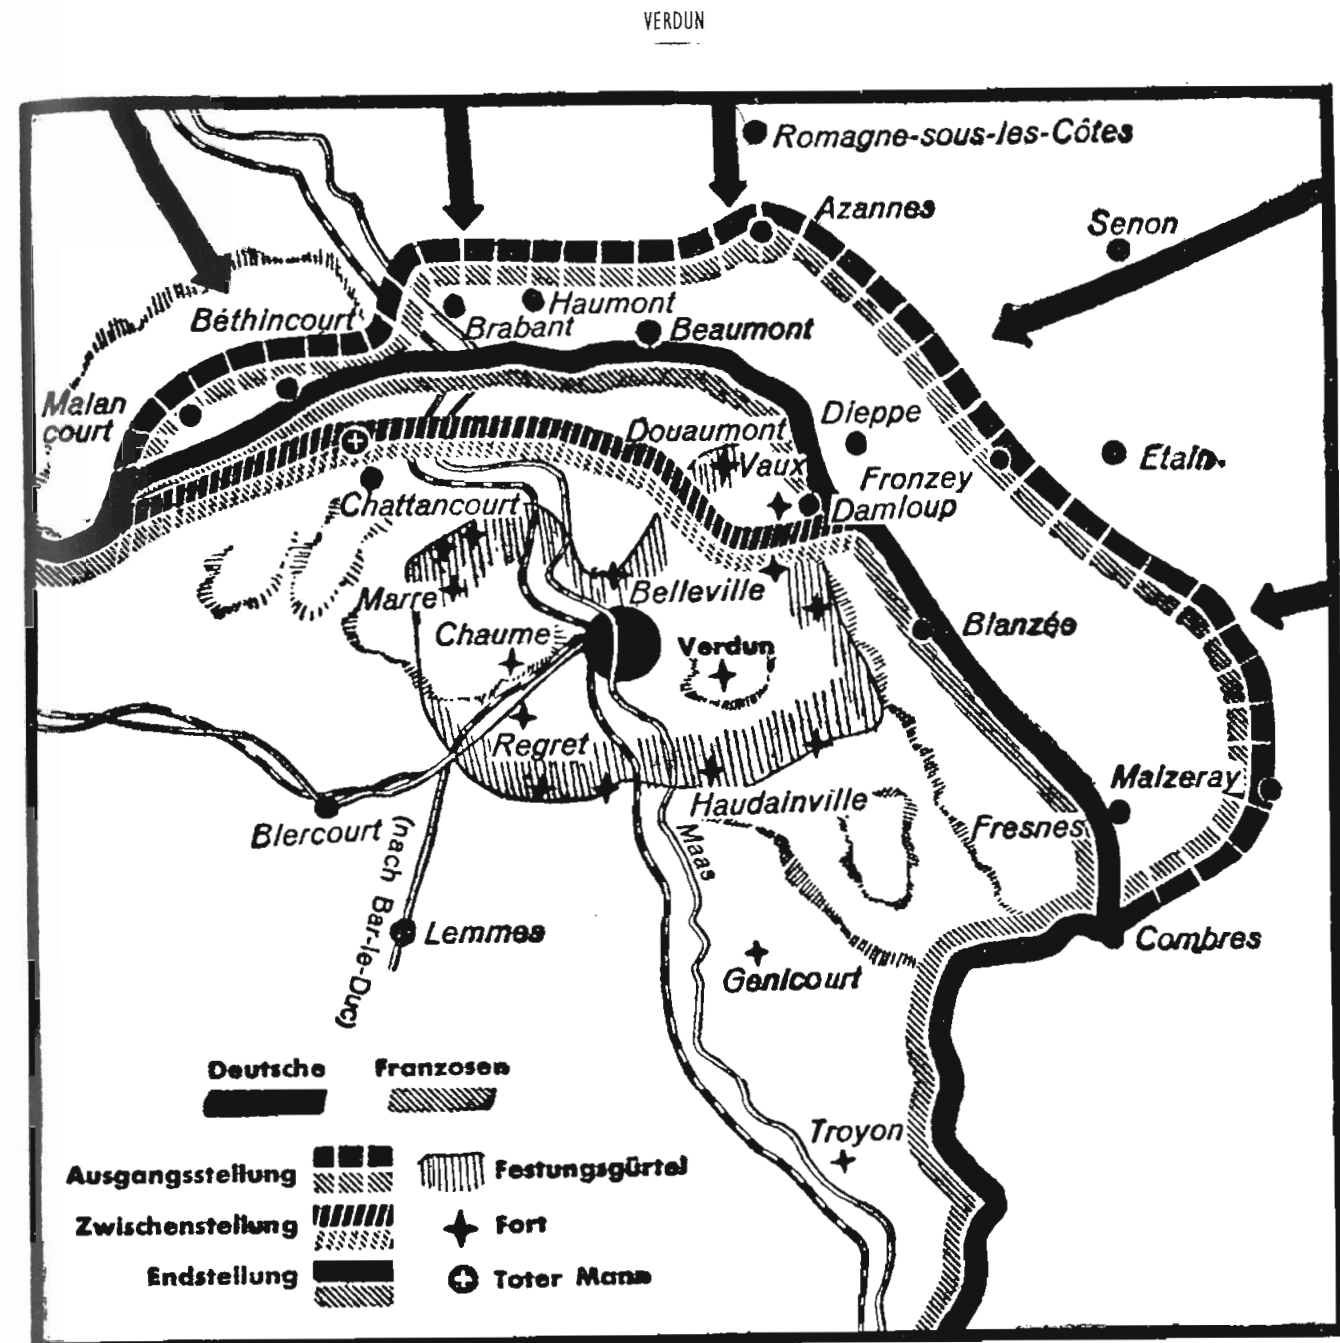 VERDUN
Romagne-sous-les-Côtes
Azannes
Senon
Haumont
Béthincourt
Brabant
Beaumont
Malan
court
Dieppe
Douaumont
Etain
Vaux
Fronzey
Chattancourt
Damloup
Marre
Belleville
Chaume
Verdun
Blanzée
Regret
Maizeray
Haudainville
Blercourt
Fresnes
(nach Bar-le-Duc)
Maas
Lemmes
Combres
Génicourt
Deutsche
Franzosen
Troyon
Ausgangsstellung
Festungsgürtel
Zwischenstellung
Fort
Endstellung
Toter Mann